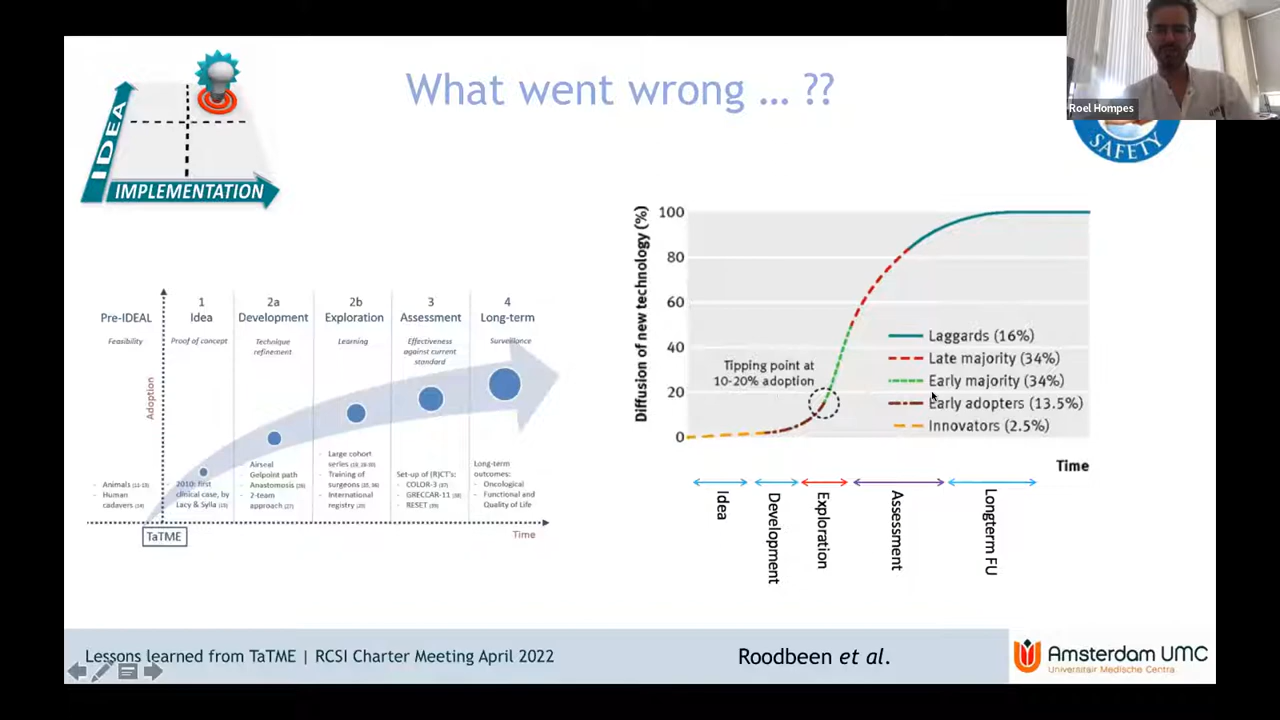 What went wrong ... ??
Roel Hompes
SAFETY
IDEA
IMPLEMENTATION
Pre-IDEAL
Feasibility
1
Idea
Proof of concept
2a
Development
Technique
refinement
2b
Exploration
Learning
3
Assessment
Effectiveness
against current
standard
4
Long-term
Surveillance
Adoption
- Animals
- Human
cadavers
- 2010: first
clinical case, by
Lacy & Sylla
Airseal
Gelpoint path
Anastomosis
2-team
approach
- Large cohort
series
- Training of
surgeons
- International
registry
Set-up of (R)CT's:
- COLOR-3
- GRECCAR-11
- RESET
Long-term
outcomes:
- Oncological
- Functional and
Quality of Life
TaTME
Time
Diffusion of new technology (%)
100
80
60
40
20
0
Tipping point at
10-20% adoption
Laggards (16%)
Late majority (34%)
Early majority (34%)
Early adopters (13.5%)
Innovators (2.5%)
Time
Idea
Development
Exploration
Assessment
Longterm FU
Lessons learned from TaTME | RCSI Charter Meeting April 2022
Roodbeen et al.
Amsterdam UMC
Universitair Medische Centra